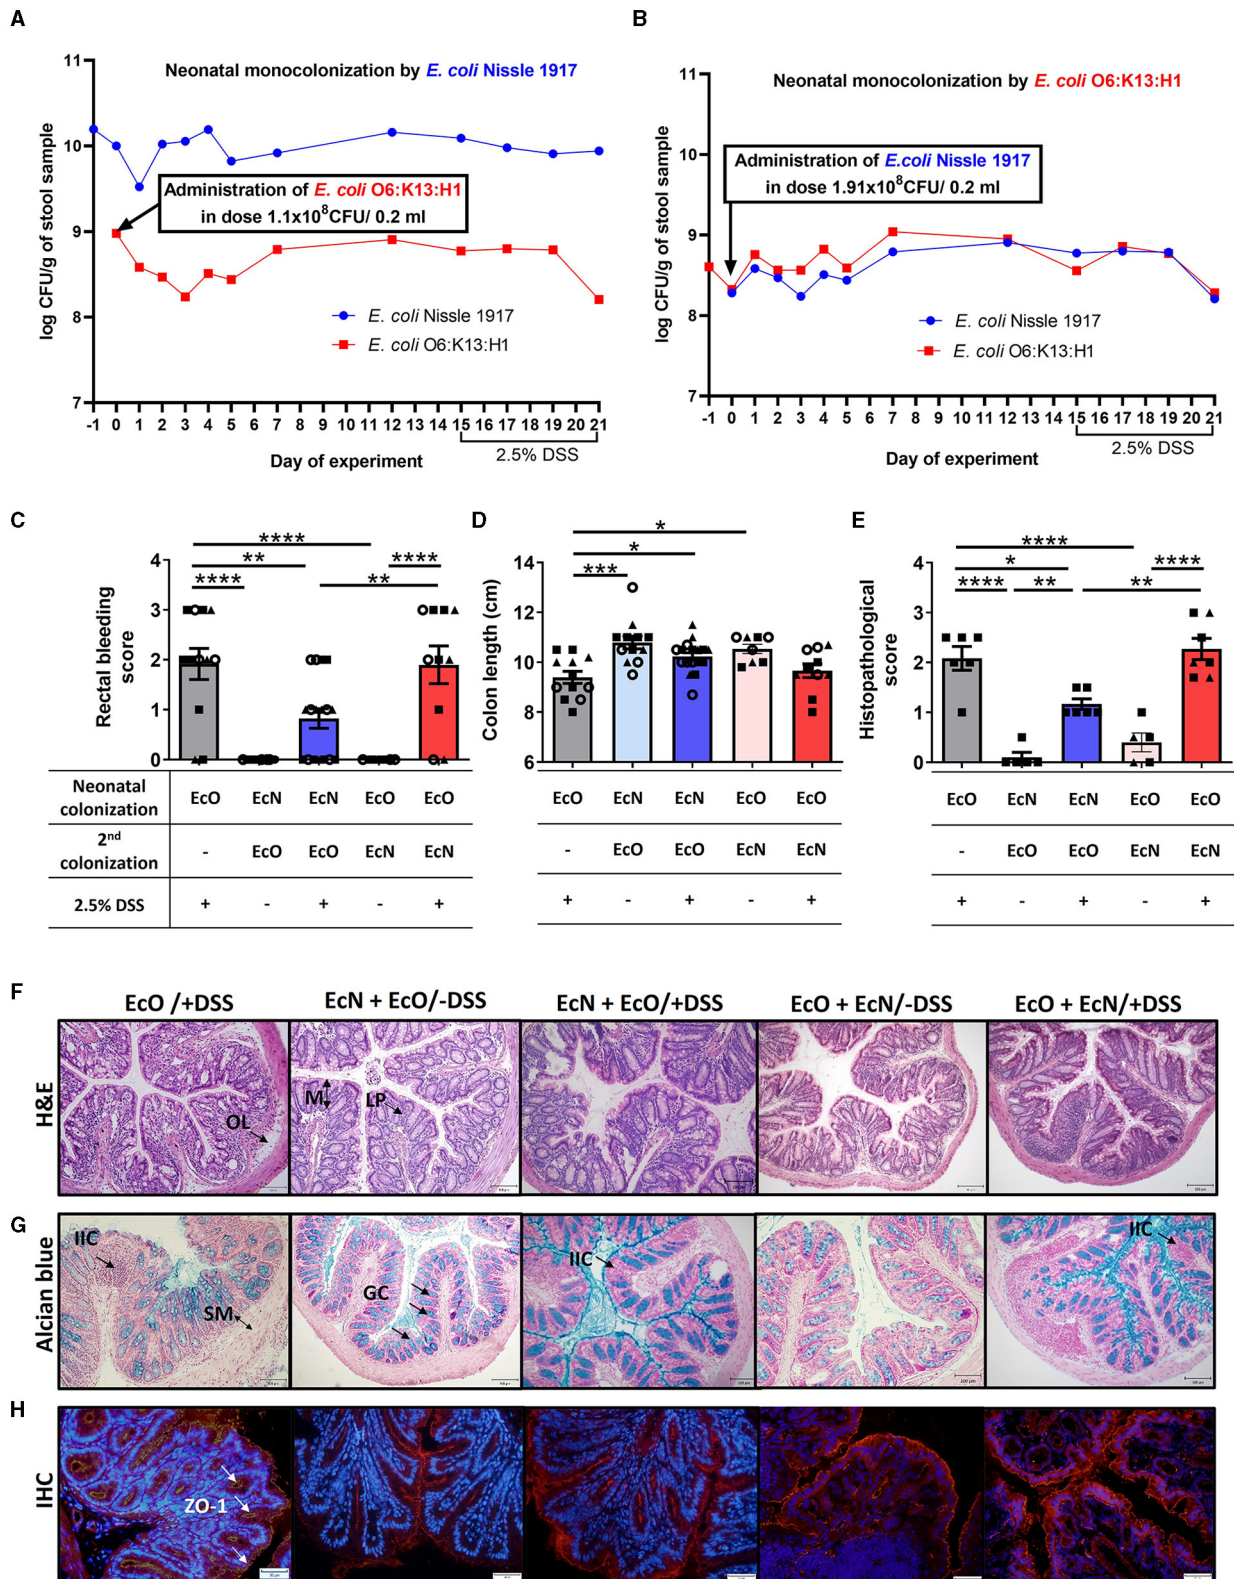 A
Neonatal monocolonization by E. coli Nissle 1917
log CFU/g of stool sample
11
10
9
8
7
Administration of E. coli O6:K13:H1
in dose 1.1x10⁸CFU/ 0.2 ml
E. coli Nissle 1917
E. coli O6:K13:H1
-1 0 1 2 3 4 5 6 7 8 9 10 11 12 13 14 15 16 17 18 19 20 21
2.5% DSS
Day of experiment
B
Neonatal monocolonization by E. coli O6:K13:H1
log CFU/g of stool sample
11
10
9
8
7
Administration of E.coli Nissle 1917
in dose 1.91x10⁸CFU/ 0.2 ml
E. coli Nissle 1917
E. coli O6:K13:H1
-1 0 1 2 3 4 5 6 7 8 9 10 11 12 13 14 15 16 17 18 19 20 21
2.5% DSS
Day of experiment
C
Rectal bleeding
score
4
3
2
1
0
****
** ****
**** **
Neonatal
colonization
EcO EcN EcN EcO EcO
2nd
colonization
- EcO EcO EcN EcN
2.5% DSS + - + - +
D
Colon length (cm)
14
12
10
8
6
*
*
***
EcO EcN EcN EcO EcO
- EcO EcO EcN EcN
+ - + - +
E
Histopathological
score
4
3
2
1
0
****
* ****
**** ** **
EcO EcN EcN EcO EcO
- EcO EcO EcN EcN
+ - + - +
F
EcO /+DSS EcN + EcO/-DSS EcN + EcO/+DSS EcO + EcN/-DSS EcO + EcN/+DSS
H&E
OL
M
LP
G
Alcian blue
IIC
SM
GC
IIC
IIC
H
IHC
ZO-1